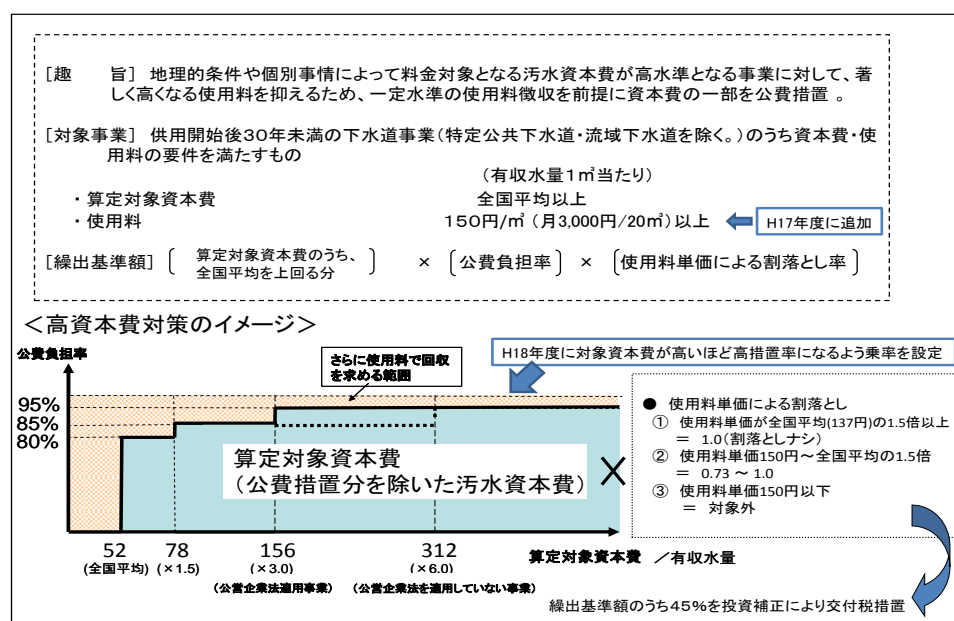 [趣　　旨] 地理的条件や個別事情によって料金対象となる汚水資本費が高水準となる事業に対して、著
しく高くなる使用料を抑えるため、一定水準の使用料徴収を前提に資本費の一部を公費措置 。
[対象事業] 供用開始後30年未満の下水道事業(特定公共下水道・流域下水道を除く。)のうち資本費・使
用料の要件を満たすもの
(有収水量1㎥当たり)
・算定対象資本費　全国平均以上
・使用料　150円/㎥ (月3,000円/20㎥)以上　H17年度に追加
[繰出基準額] 〔 算定対象資本費のうち、
全国平均を上回る分 〕 × 〔公費負担率〕 × 〔使用料単価による割落とし率〕
<高資本費対策のイメージ>
公費負担率
さらに使用料で回収
を求める範囲
H18年度に対象資本費が高いほど高措置率になるよう乗率を設定
95%
85%
80%
算定対象資本費
(公費措置分を除いた汚水資本費)
×
● 使用料単価による割落とし
① 使用料単価が全国平均(137円)の1.5倍以上
= 1.0(割落としナシ)
② 使用料単価150円～全国平均の1.5倍
= 0.73 ～ 1.0
③ 使用料単価150円以下
= 対象外
52　78　156　312　算定対象資本費 ／有収水量
(全国平均)　(×1.5)　(×3.0)　(×6.0)
(公営企業法適用事業)　(公営企業法を適用していない事業)
繰出基準額のうち45%を投資補正により交付税措置